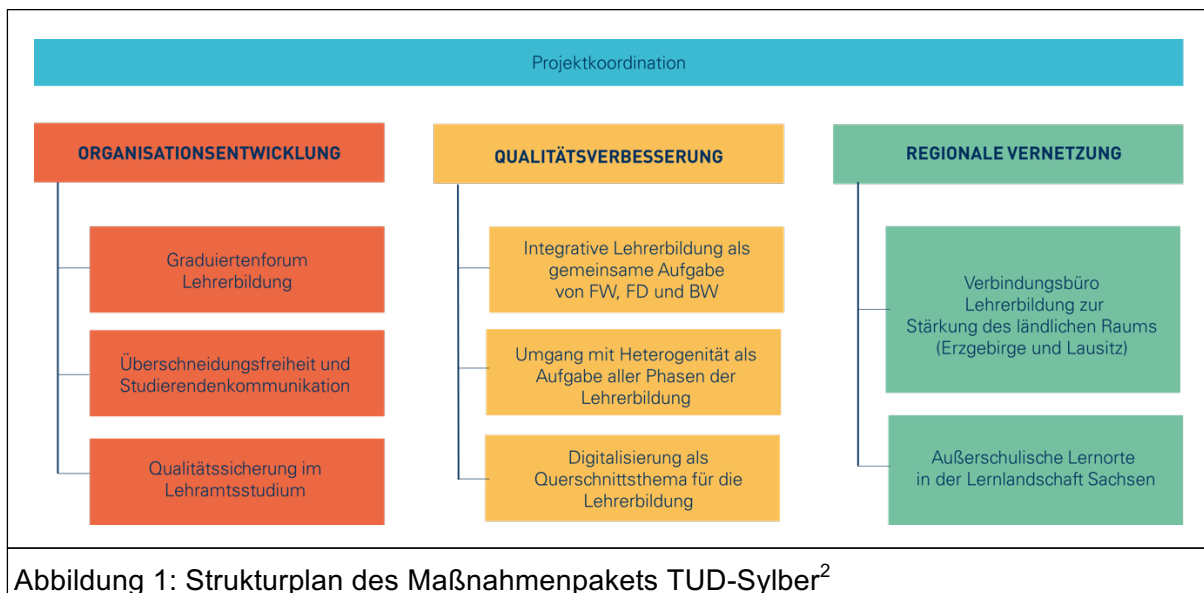 Projektkoordination
ORGANISATIONSENTWICKLUNG
Graduiertenforum
Lehrerbildung
Überschneidungsfreiheit und
Studierendenkommunikation
Qualitätssicherung im
Lehramtsstudium
QUALITÄTSVERBESSERUNG
Integrative Lehrerbildung als
gemeinsame Aufgabe
von FW, FD und BW
Umgang mit Heterogenität als
Aufgabe aller Phasen der
Lehrerbildung
Digitalisierung als
Querschnittsthema für die
Lehrerbildung
REGIONALE VERNETZUNG
Verbindungsbüro
Lehrerbildung zur
Stärkung des ländlichen Raums
(Erzgebirge und Lausitz)
Außerschulische Lernorte
in der Lernlandschaft Sachsen
Abbildung 1: Strukturplan des Maßnahmenpakets TUD-Sylber²